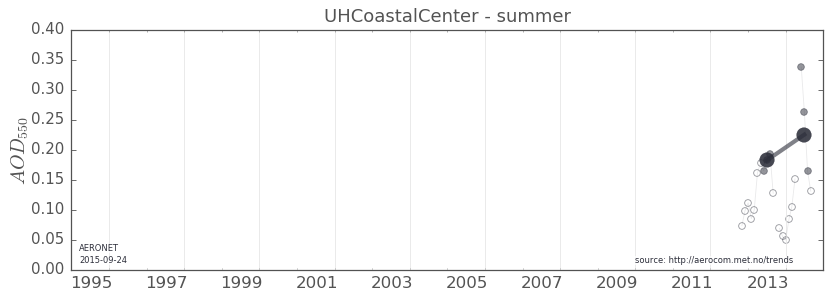 UHCoastalCenter - summer
0.40
0.35
0.30
0.25
0.20
0.15
0.10
0.05
0.00
AOD550
AERONET
2015-09-24
source: http://aerocom.met.no/trends
1995 1997 1999 2001 2003 2005 2007 2009 2011 2013